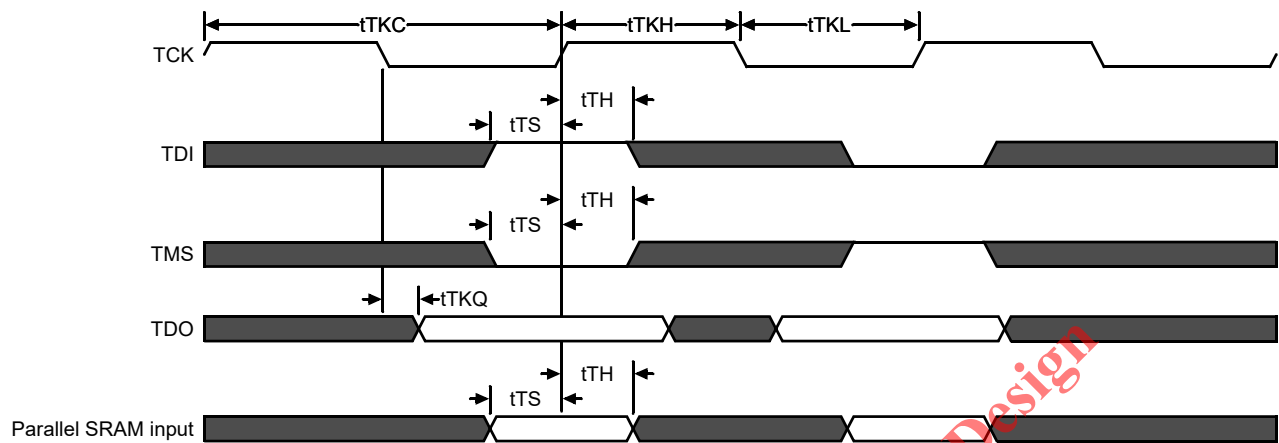 tTKC tTKH tTKL
TCK
tTH
tTS
TDI
tTH
tTS
TMS
tTKQ
TDO
tTH
tTS
Parallel SRAM input
Design